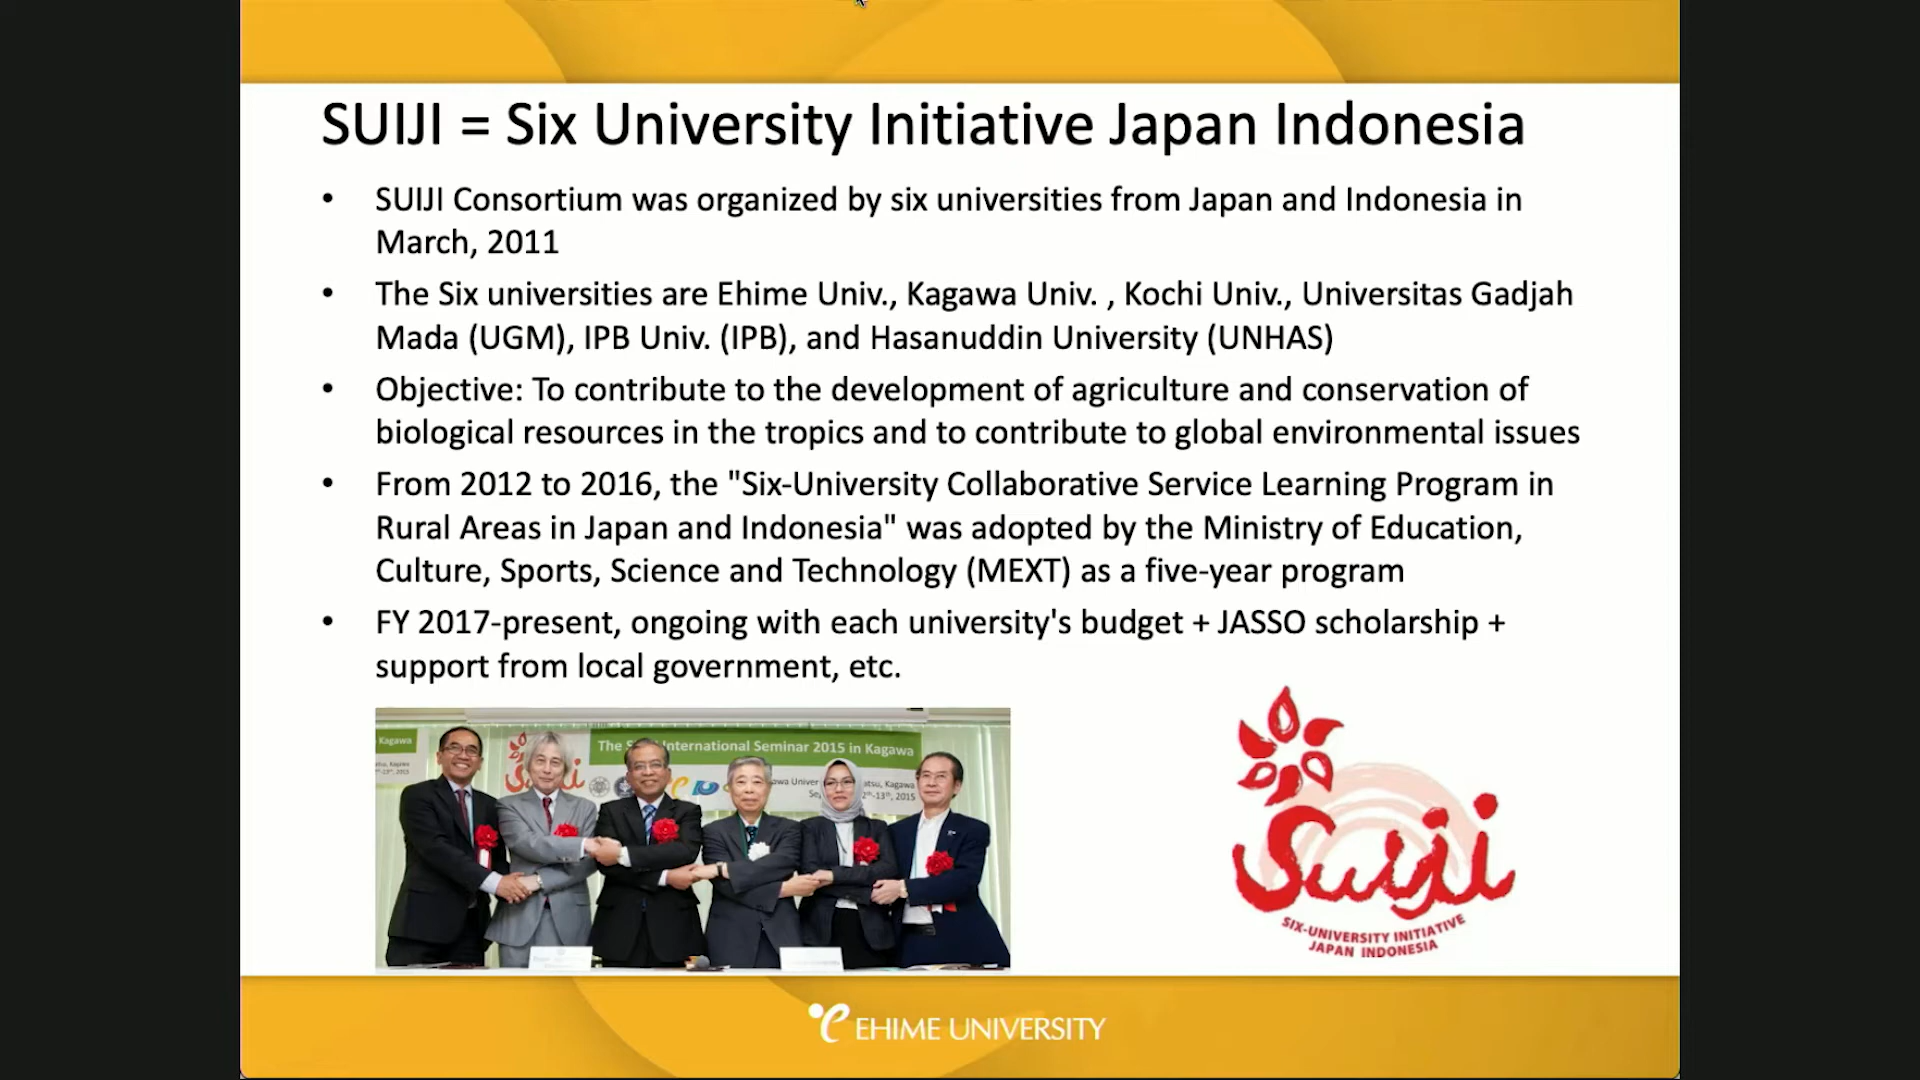 SUIJI = Six University Initiative Japan Indonesia
• SUIJI Consortium was organized by six universities from Japan and Indonesia in
March, 2011
• The Six universities are Ehime Univ., Kagawa Univ. , Kochi Univ., Universitas Gadjah
Mada (UGM), IPB Univ. (IPB), and Hasanuddin University (UNHAS)
• Objective: To contribute to the development of agriculture and conservation of
biological resources in the tropics and to contribute to global environmental issues
• From 2012 to 2016, the "Six-University Collaborative Service Learning Program in
Rural Areas in Japan and Indonesia" was adopted by the Ministry of Education,
Culture, Sports, Science and Technology (MEXT) as a five-year program
• FY 2017-present, ongoing with each university's budget + JASSO scholarship +
support from local government, etc.
Kagawa
The International Seminar 2015 in Kagawa
Kagawa
2th-13th, 2015
Suiji
SIX-UNIVERSITY INITIATIVE
JAPAN INDONESIA
EHIME UNIVERSITY